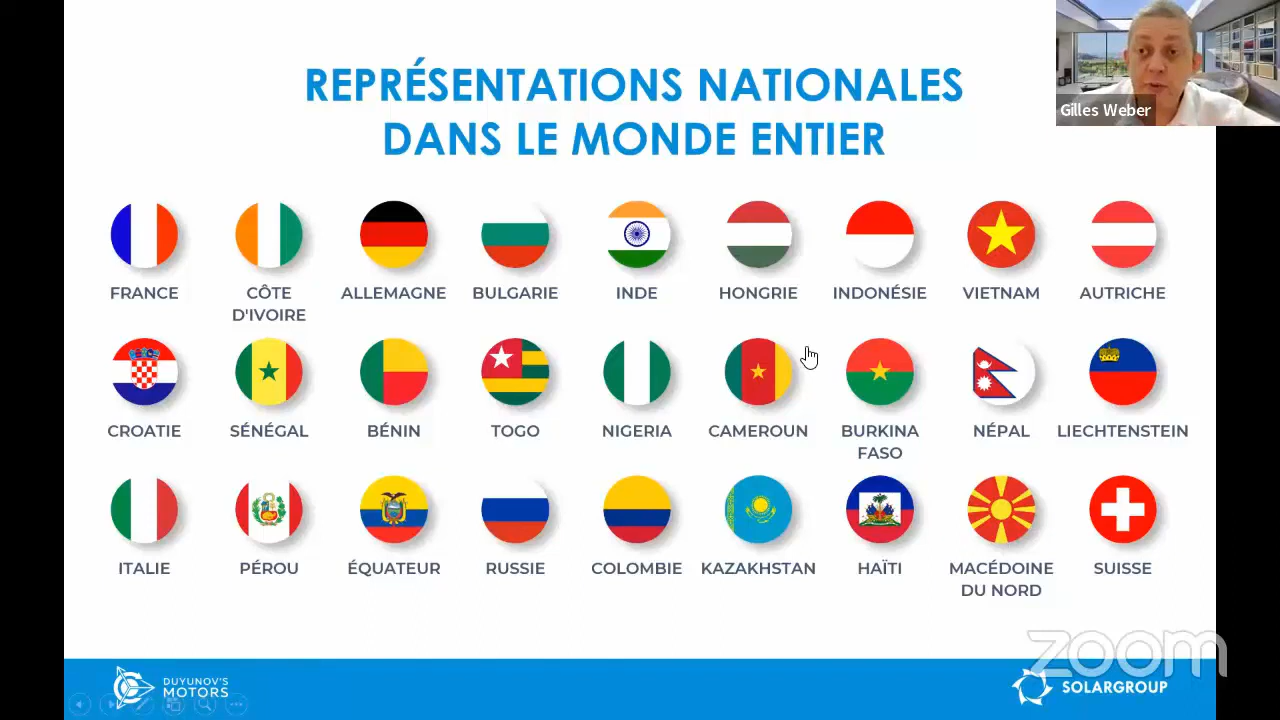 REPRÉSENTATIONS NATIONALES
DANS LE MONDE ENTIER
Gilles Weber
FRANCE
CÔTE
D'IVOIRE
ALLEMAGNE
BULGARIE
INDE
HONGRIE
INDONÉSIE
VIETNAM
AUTRICHE
CROATIE
SÉNÉGAL
BÉNIN
TOGO
NIGERIA
CAMEROUN
BURKINA
FASO
NÉPAL
LIECHTENSTEIN
ITALIE
PÉROU
ÉQUATEUR
RUSSIE
COLOMBIE
KAZAKHSTAN
HAÏTI
MACÉDOINE
DU NORD
SUISSE
zoom
DUYUNOV'S
MOTORS
SOLARGROUP